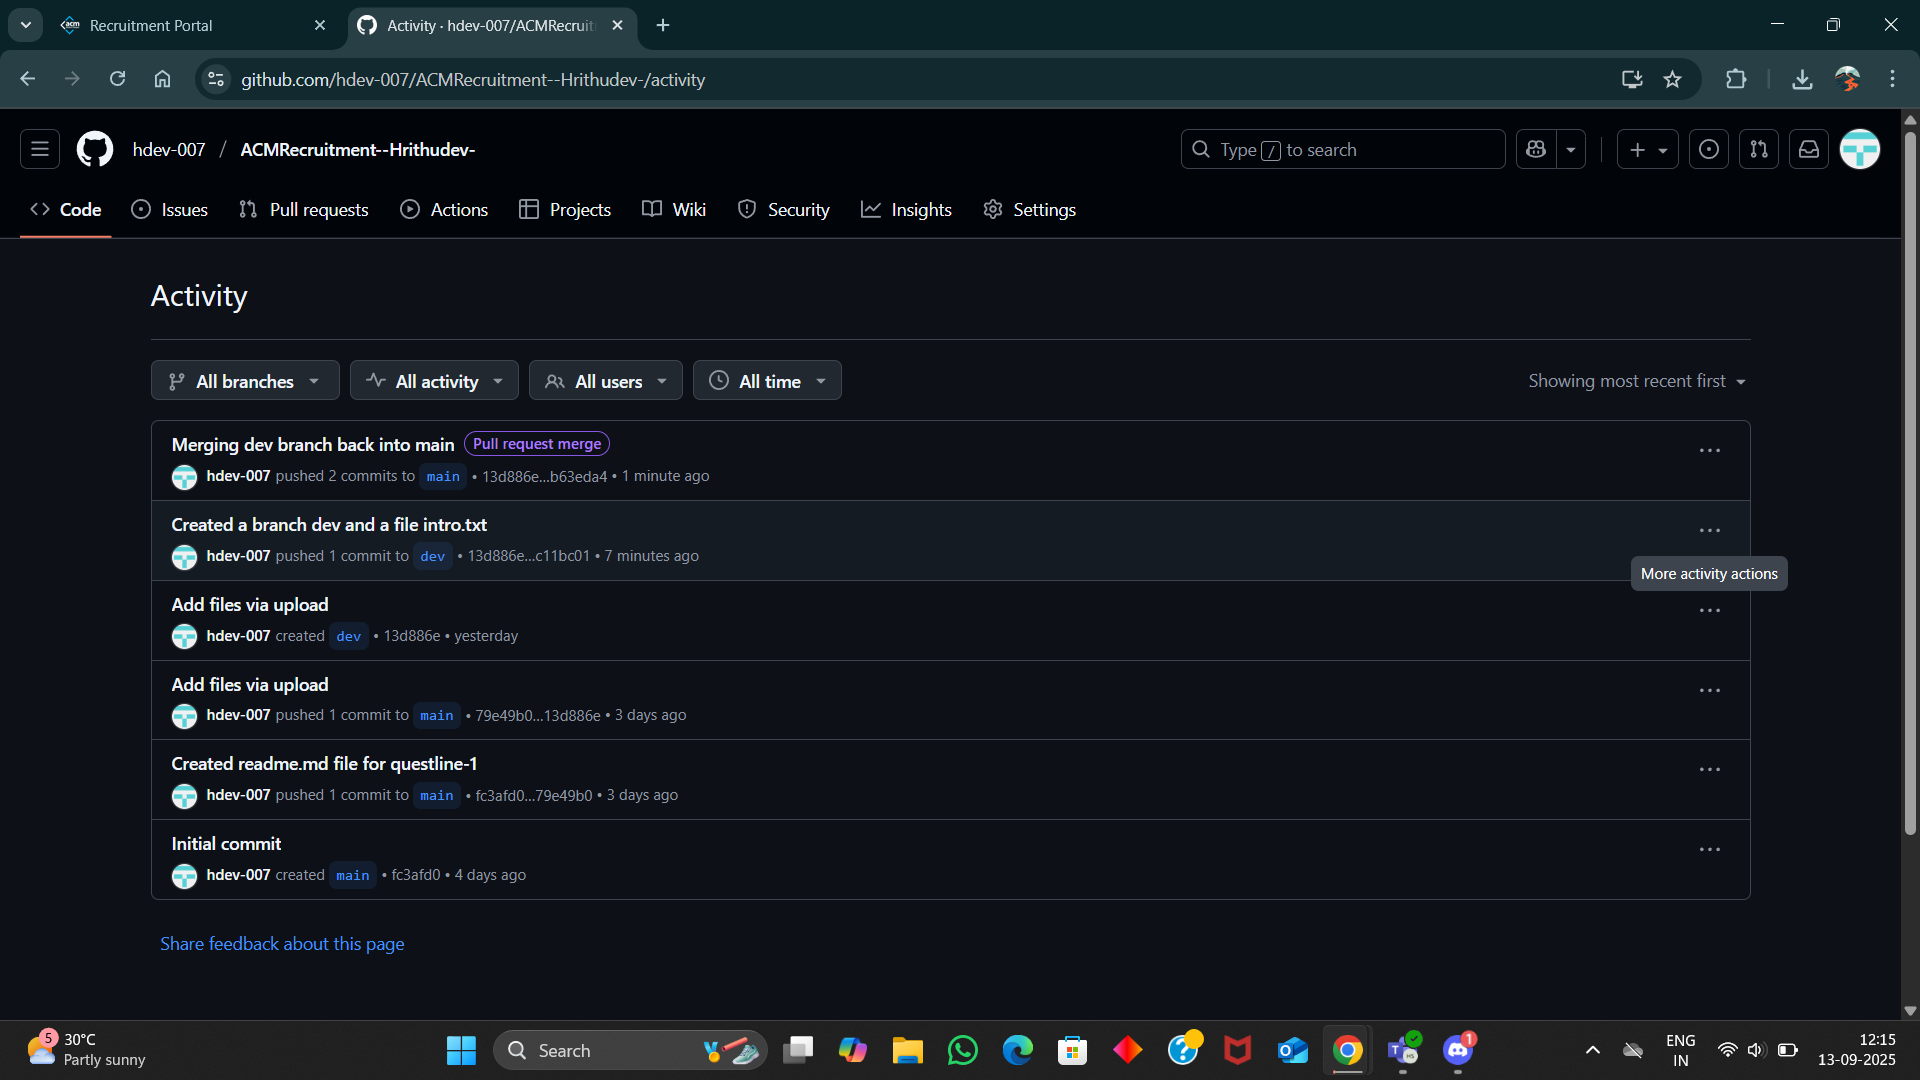 Recruitment Portal
Activity · hdev-007/ACMRecruit
github.com/hdev-007/ACMRecruitment--Hrithudev-/activity
hdev-007 / ACMRecruitment--Hrithudev-
Type / to search
Code
Issues
Pull requests
Actions
Projects
Wiki
Security
Insights
Settings
Activity
All branches
All activity
All users
All time
Showing most recent first
Merging dev branch back into main Pull request merge
hdev-007 pushed 2 commits to main • 13d886e...b63eda4 • 1 minute ago
Created a branch dev and a file intro.txt
hdev-007 pushed 1 commit to dev • 13d886e...c11bc01 • 7 minutes ago
More activity actions
Add files via upload
hdev-007 created dev • 13d886e • yesterday
Add files via upload
hdev-007 pushed 1 commit to main • 79e49b0...13d886e • 3 days ago
Created readme.md file for questline-1
hdev-007 pushed 1 commit to main • fc3afd0...79e49b0 • 3 days ago
Initial commit
hdev-007 created main • fc3afd0 • 4 days ago
Share feedback about this page
5
30°C
Partly sunny
Search
1
ENG
IN
12:15
13-09-2025